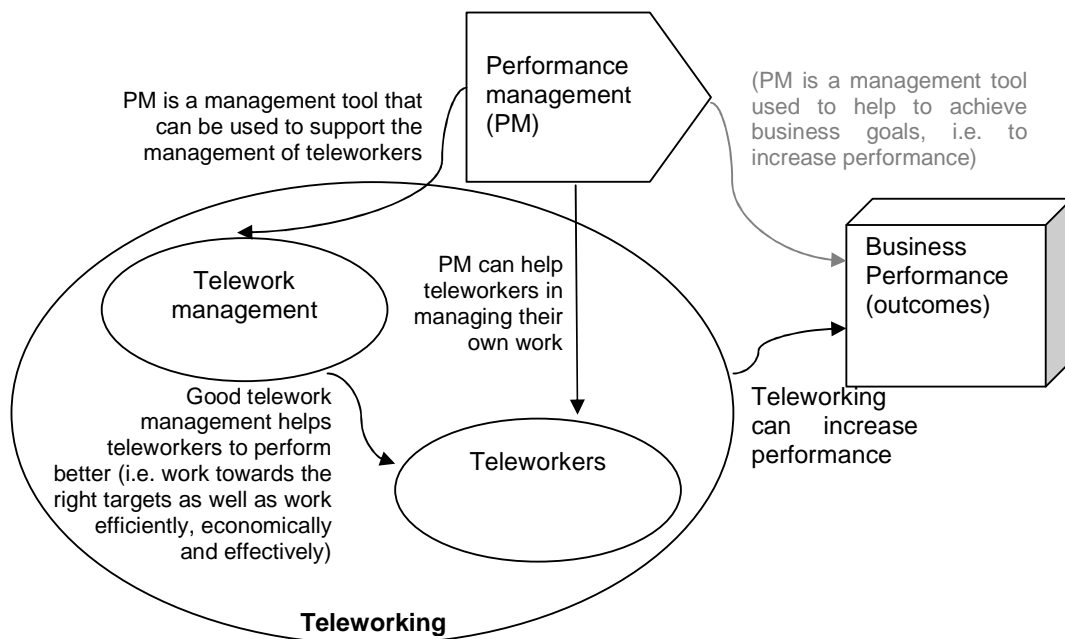 Performance
management
(PM)
PM is a management tool that
can be used to support the
management of teleworkers
(PM is a management tool
used to help to achieve
business goals, i.e. to
increase performance)
Business
Performance
(outcomes)
Telework
management
PM can help
teleworkers in
managing their
own work
Good telework
management helps
teleworkers to perform
better (i.e. work towards the
right targets as well as work
efficiently, economically
and effectively)
Teleworkers
Teleworking
can increase
performance
Teleworking